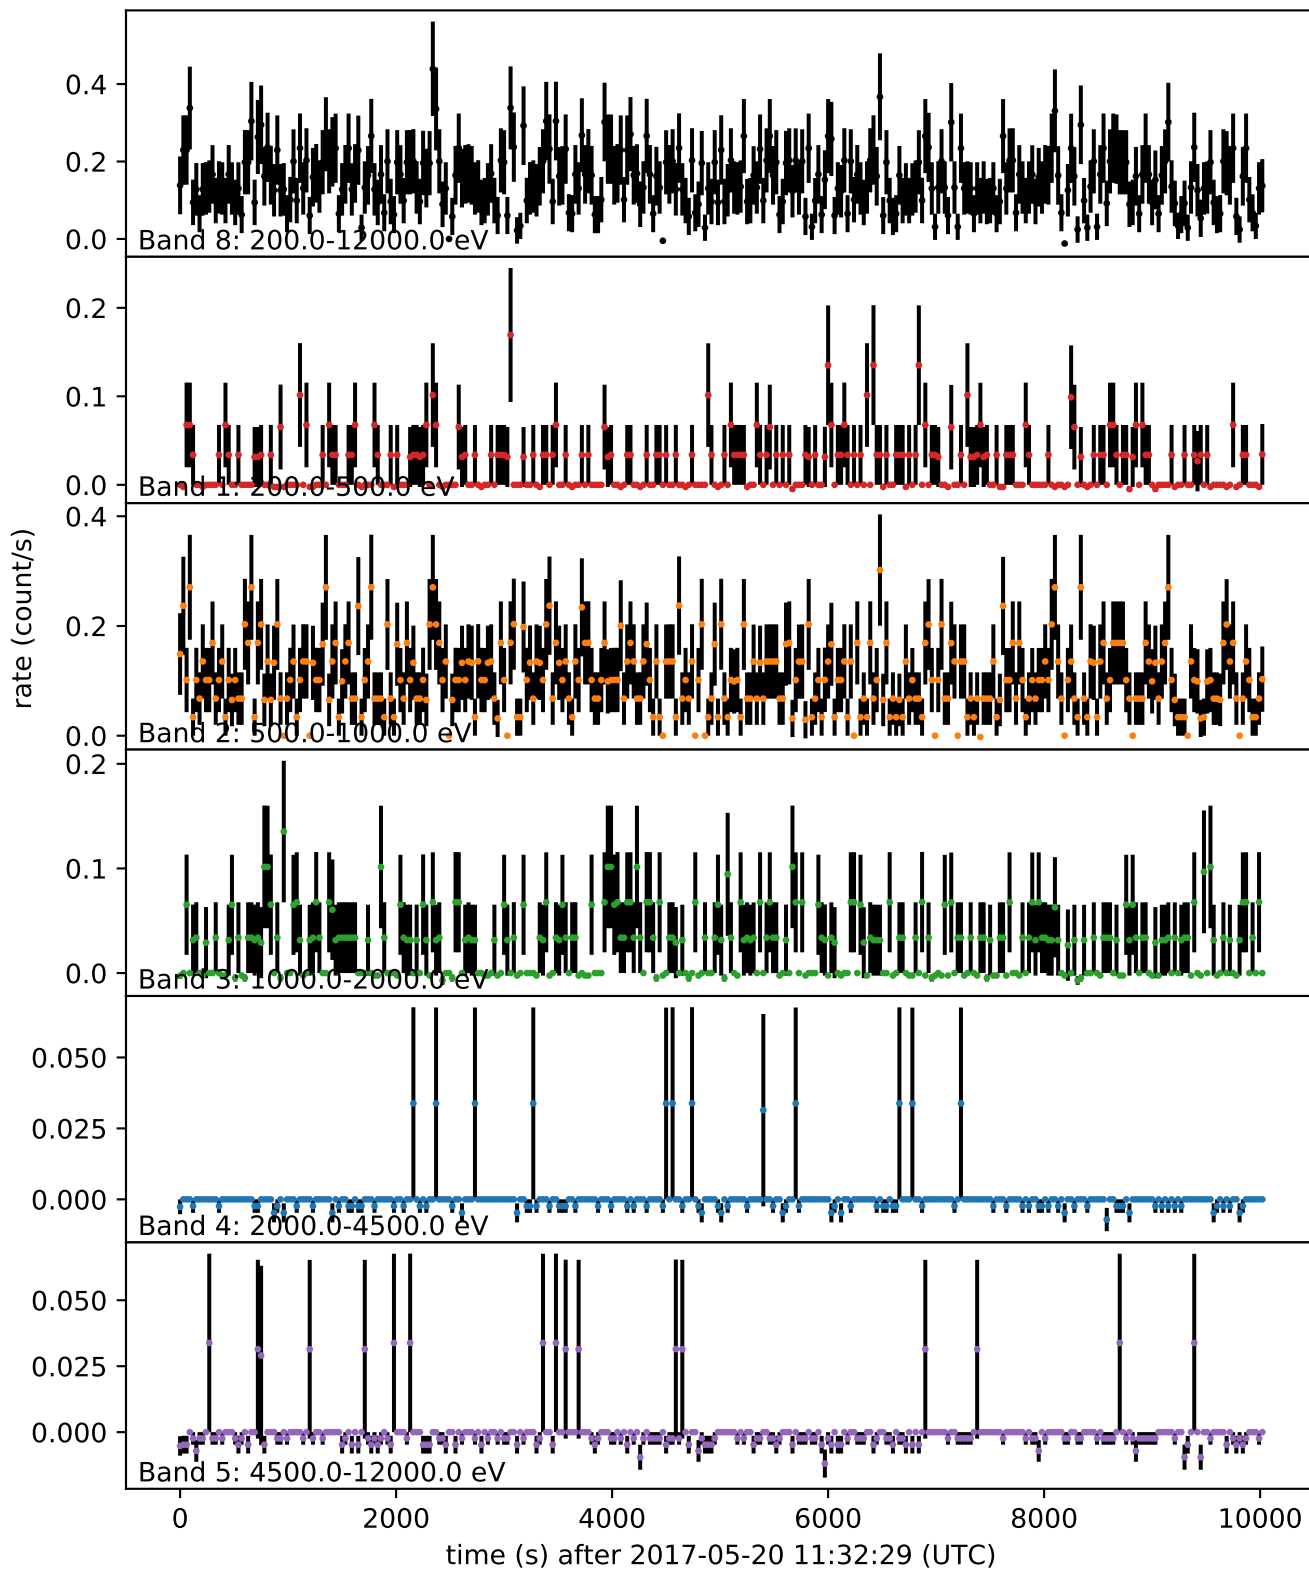 0.4
0.2
0.0
Band 8: 200.0-12000.0 eV
0.2
0.1
0.0
Band 1: 200.0-500.0 eV
0.4
0.2
0.0
Band 2: 500.0-1000.0 eV
rate (count/s)
0.2
0.1
0.0
Band 3: 1000.0-2000.0 eV
0.050
0.025
0.000
Band 4: 2000.0-4500.0 eV
0.050
0.025
0.000
Band 5: 4500.0-12000.0 eV
0 2000 4000 6000 8000 10000
time (s) after 2017-05-20 11:32:29 (UTC)